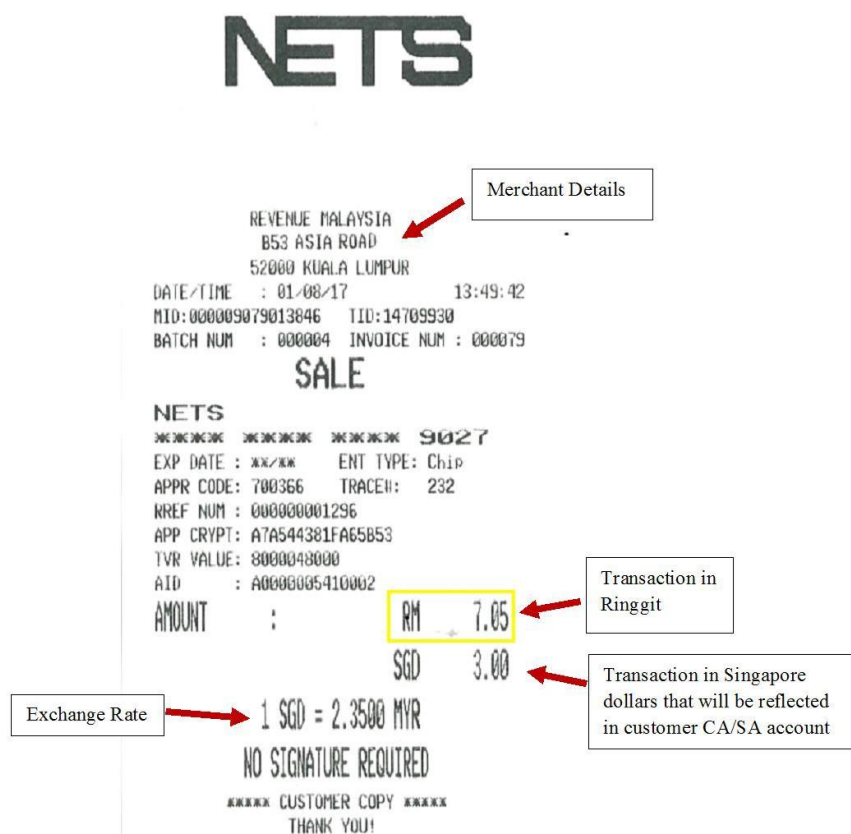 NETS
Merchant Details
REVENUE MALAYSIA
B53 ASIA ROAD
52000 KUALA LUMPUR
DATE/TIME : 01/08/17 13:49:42
MID:000009079013846 TID:14709930
BATCH NUM : 000004 INVOICE NUM : 000079
SALE
NETS
**** **** **** 9027
EXP DATE : **/** ENT TYPE: Chip
APPR CODE: 700366 TRACE#: 232
RREF NUM : 000000001296
APP CRYPT: A7A544381FA65B53
TVR VALUE: 8000048000
AID : A0000005410002
AMOUNT : RM 7.05
Transaction in
Ringgit
SGD 3.00
Transaction in Singapore
dollars that will be reflected
in customer CA/SA account
Exchange Rate
1 SGD = 2.3500 MYR
NO SIGNATURE REQUIRED
***** CUSTOMER COPY *****
THANK YOU!